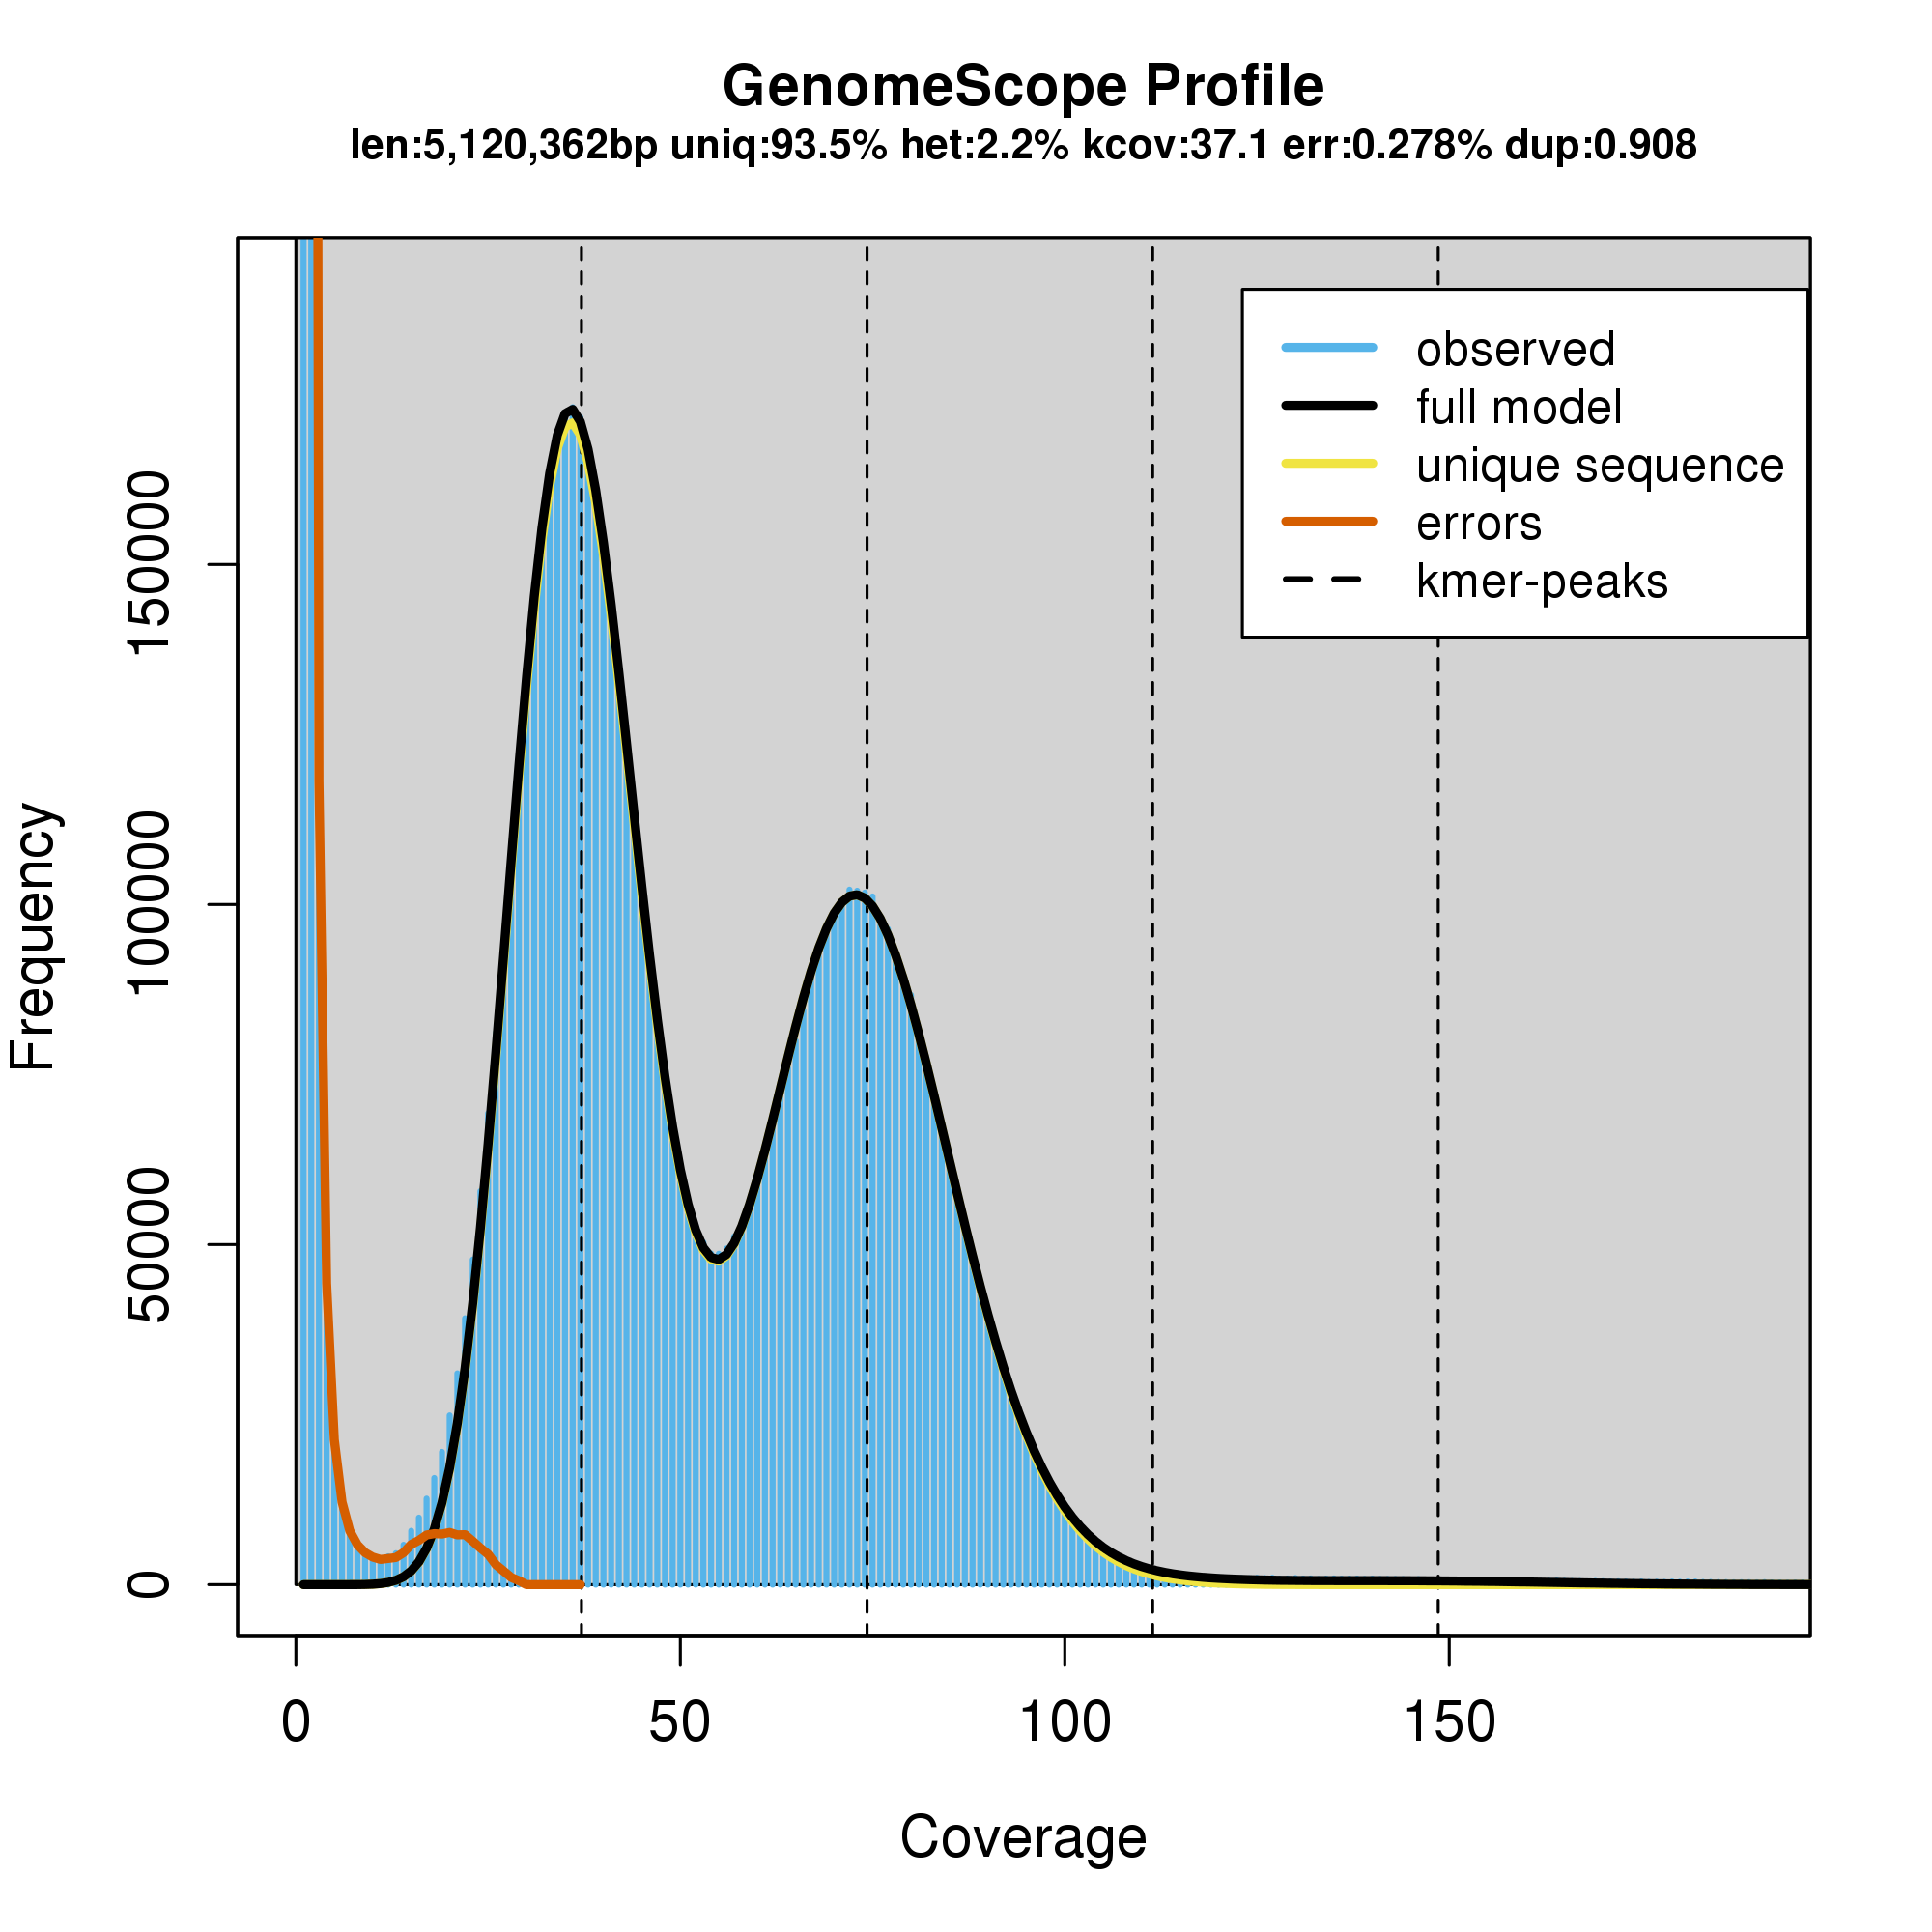 GenomeScope Profile
len:5,120,362bp uniq:93.5% het:2.2% kcov:37.1 err:0.278% dup:0.908
observed
full model
unique sequence
errors
kmer-peaks
Frequency
150000
100000
50000
0
0 50 100 150
Coverage